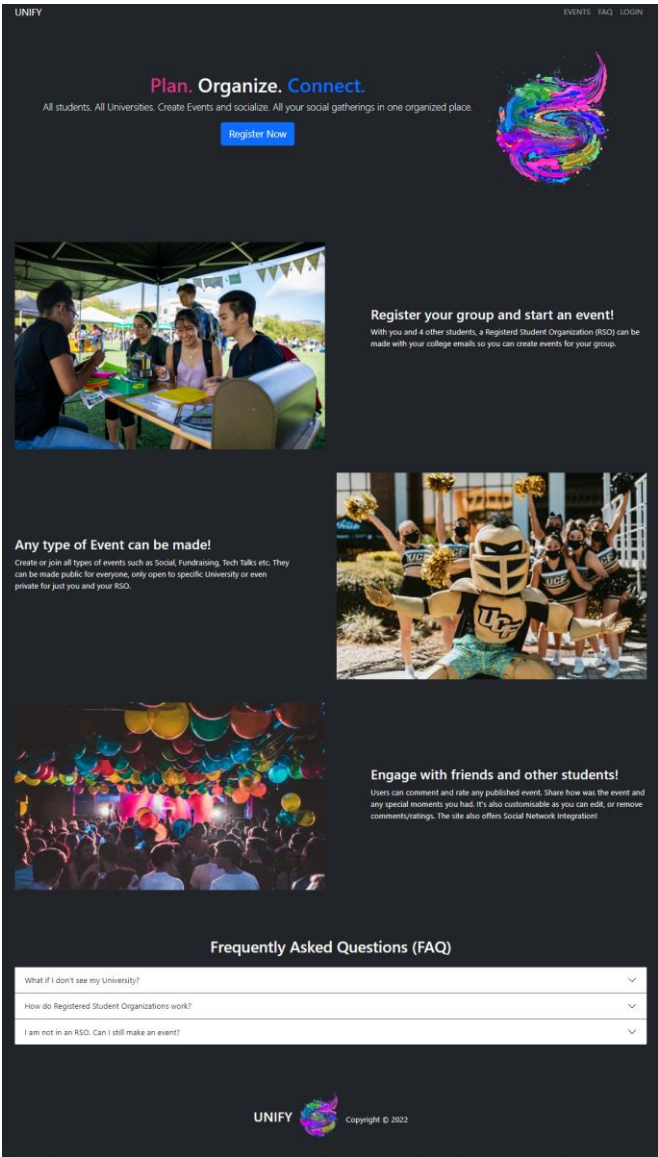 UNIFY
EVENTS FAQ LOGIN
Plan. Organize. Connect.
All students. All Universities. Create Events and socialize. All your social gatherings in one organized place.
Register Now
Register your group and start an event!
With you and 4 other students, a Registerd Student Organization (RSO) can be
made with your college emails so you can create events for your group.
Any type of Event can be made!
Create or join all types of events such as Social, Fundraising, Tech Talks etc. They
can be made public for everyone, only open to specific University or even
private for just you and your RSO.
UCF
UCF
UCF
Engage with friends and other students!
Users can comment and rate any published event. Share how was the event and
any special moments you had. It's also customisable as you can edit, or remove
comments/ratings. The site also offers Social Network Integration!
Frequently Asked Questions (FAQ)
What if I don't see my University?
How do Registered Student Organizations work?
I am not in an RSO. Can I still make an event?
UNIFY
Copyright © 2022